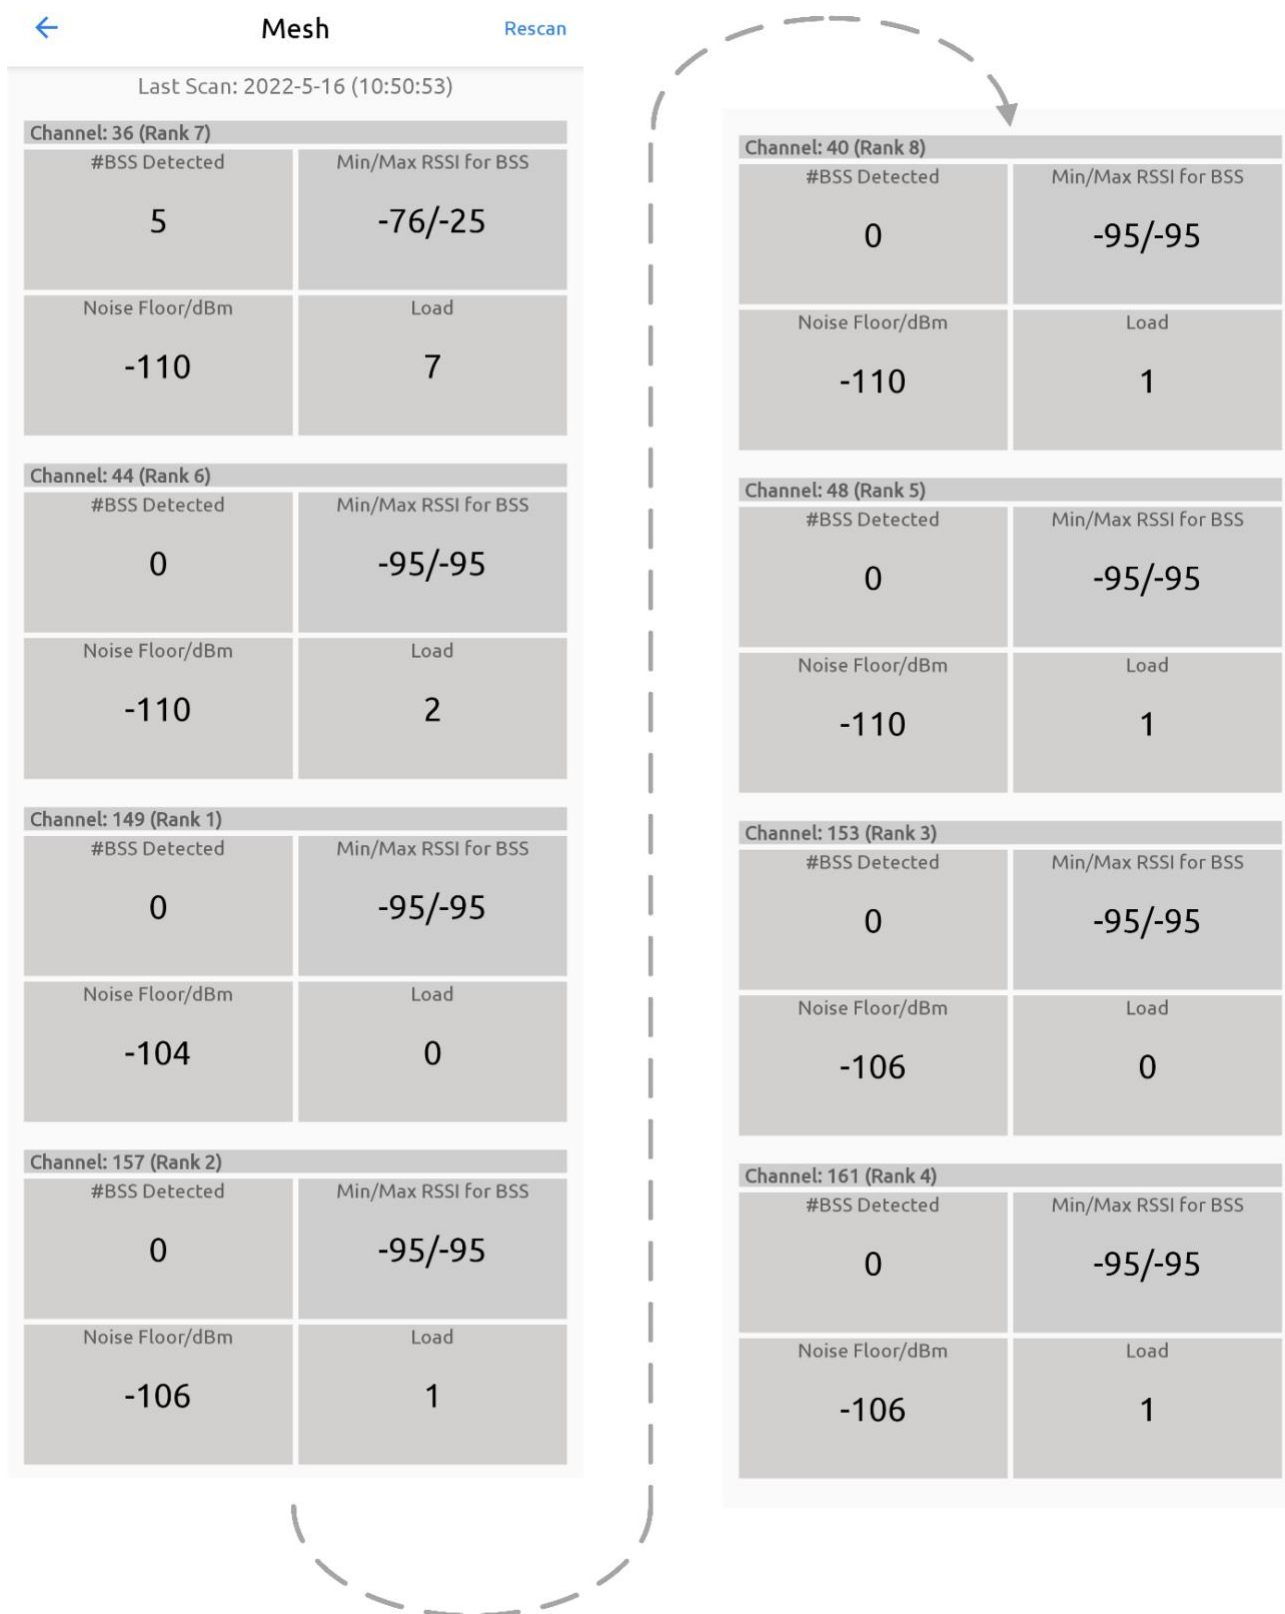 Mesh
Rescan
Last Scan: 2022-5-16 (10:50:53)
Channel: 36 (Rank 7)
#BSS Detected Min/Max RSSI for BSS
5 -76/-25
Noise Floor/dBm Load
-110 7
Channel: 44 (Rank 6)
#BSS Detected Min/Max RSSI for BSS
0 -95/-95
Noise Floor/dBm Load
-110 2
Channel: 149 (Rank 1)
#BSS Detected Min/Max RSSI for BSS
0 -95/-95
Noise Floor/dBm Load
-104 0
Channel: 157 (Rank 2)
#BSS Detected Min/Max RSSI for BSS
0 -95/-95
Noise Floor/dBm Load
-106 1
Channel: 40 (Rank 8)
#BSS Detected Min/Max RSSI for BSS
0 -95/-95
Noise Floor/dBm Load
-110 1
Channel: 48 (Rank 5)
#BSS Detected Min/Max RSSI for BSS
0 -95/-95
Noise Floor/dBm Load
-110 1
Channel: 153 (Rank 3)
#BSS Detected Min/Max RSSI for BSS
0 -95/-95
Noise Floor/dBm Load
-106 0
Channel: 161 (Rank 4)
#BSS Detected Min/Max RSSI for BSS
0 -95/-95
Noise Floor/dBm Load
-106 1